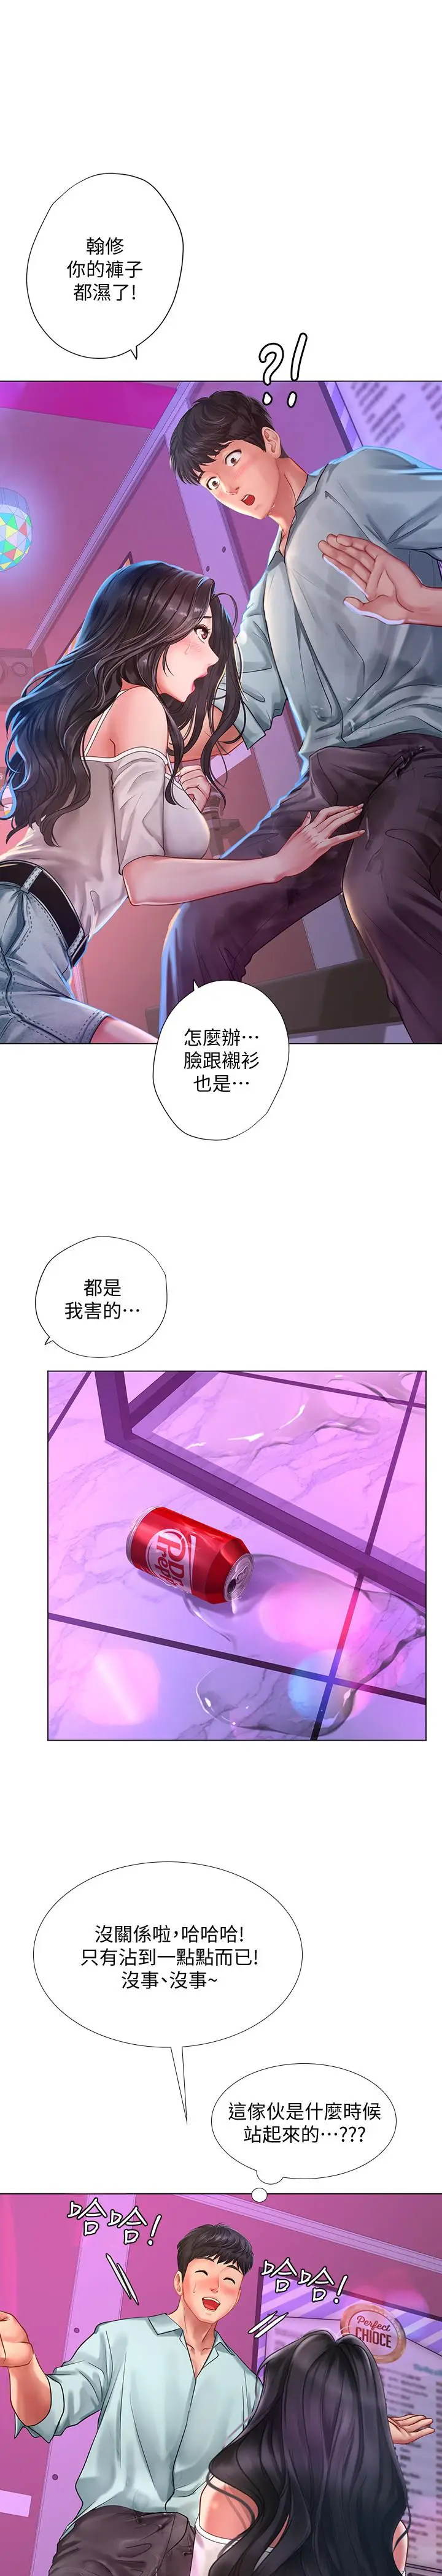 翰修
你的褲子
都濕了!
?!
怎麼辦⋯
臉跟襯衫
也是⋯
都是
我害的⋯
沒關係啦,哈哈哈!
只有沾到一點點而已!
沒事、沒事~
這傢伙是什麼時候
站起來的⋯???
哈哈!
哈哈!
Perfect
CHIOCE